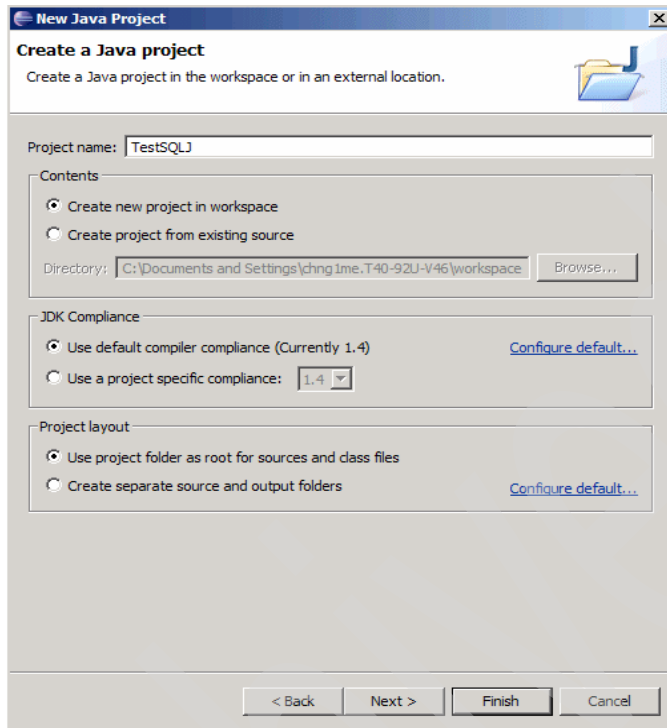 New Java Project
Create a Java project
Create a Java project in the workspace or in an external location.
Project name: TestSQLJ
Contents
Create new project in workspace
Create project from existing source
Directory: C:\Documents and Settings\chng1me.T40-92U-V46\workspace Browse...
JDK Compliance
Use default compiler compliance (Currently 1.4) Configure default...
Use a project specific compliance: 1.4
Project layout
Use project folder as root for sources and class files
Create separate source and output folders Configure default...
< Back Next > Finish Cancel